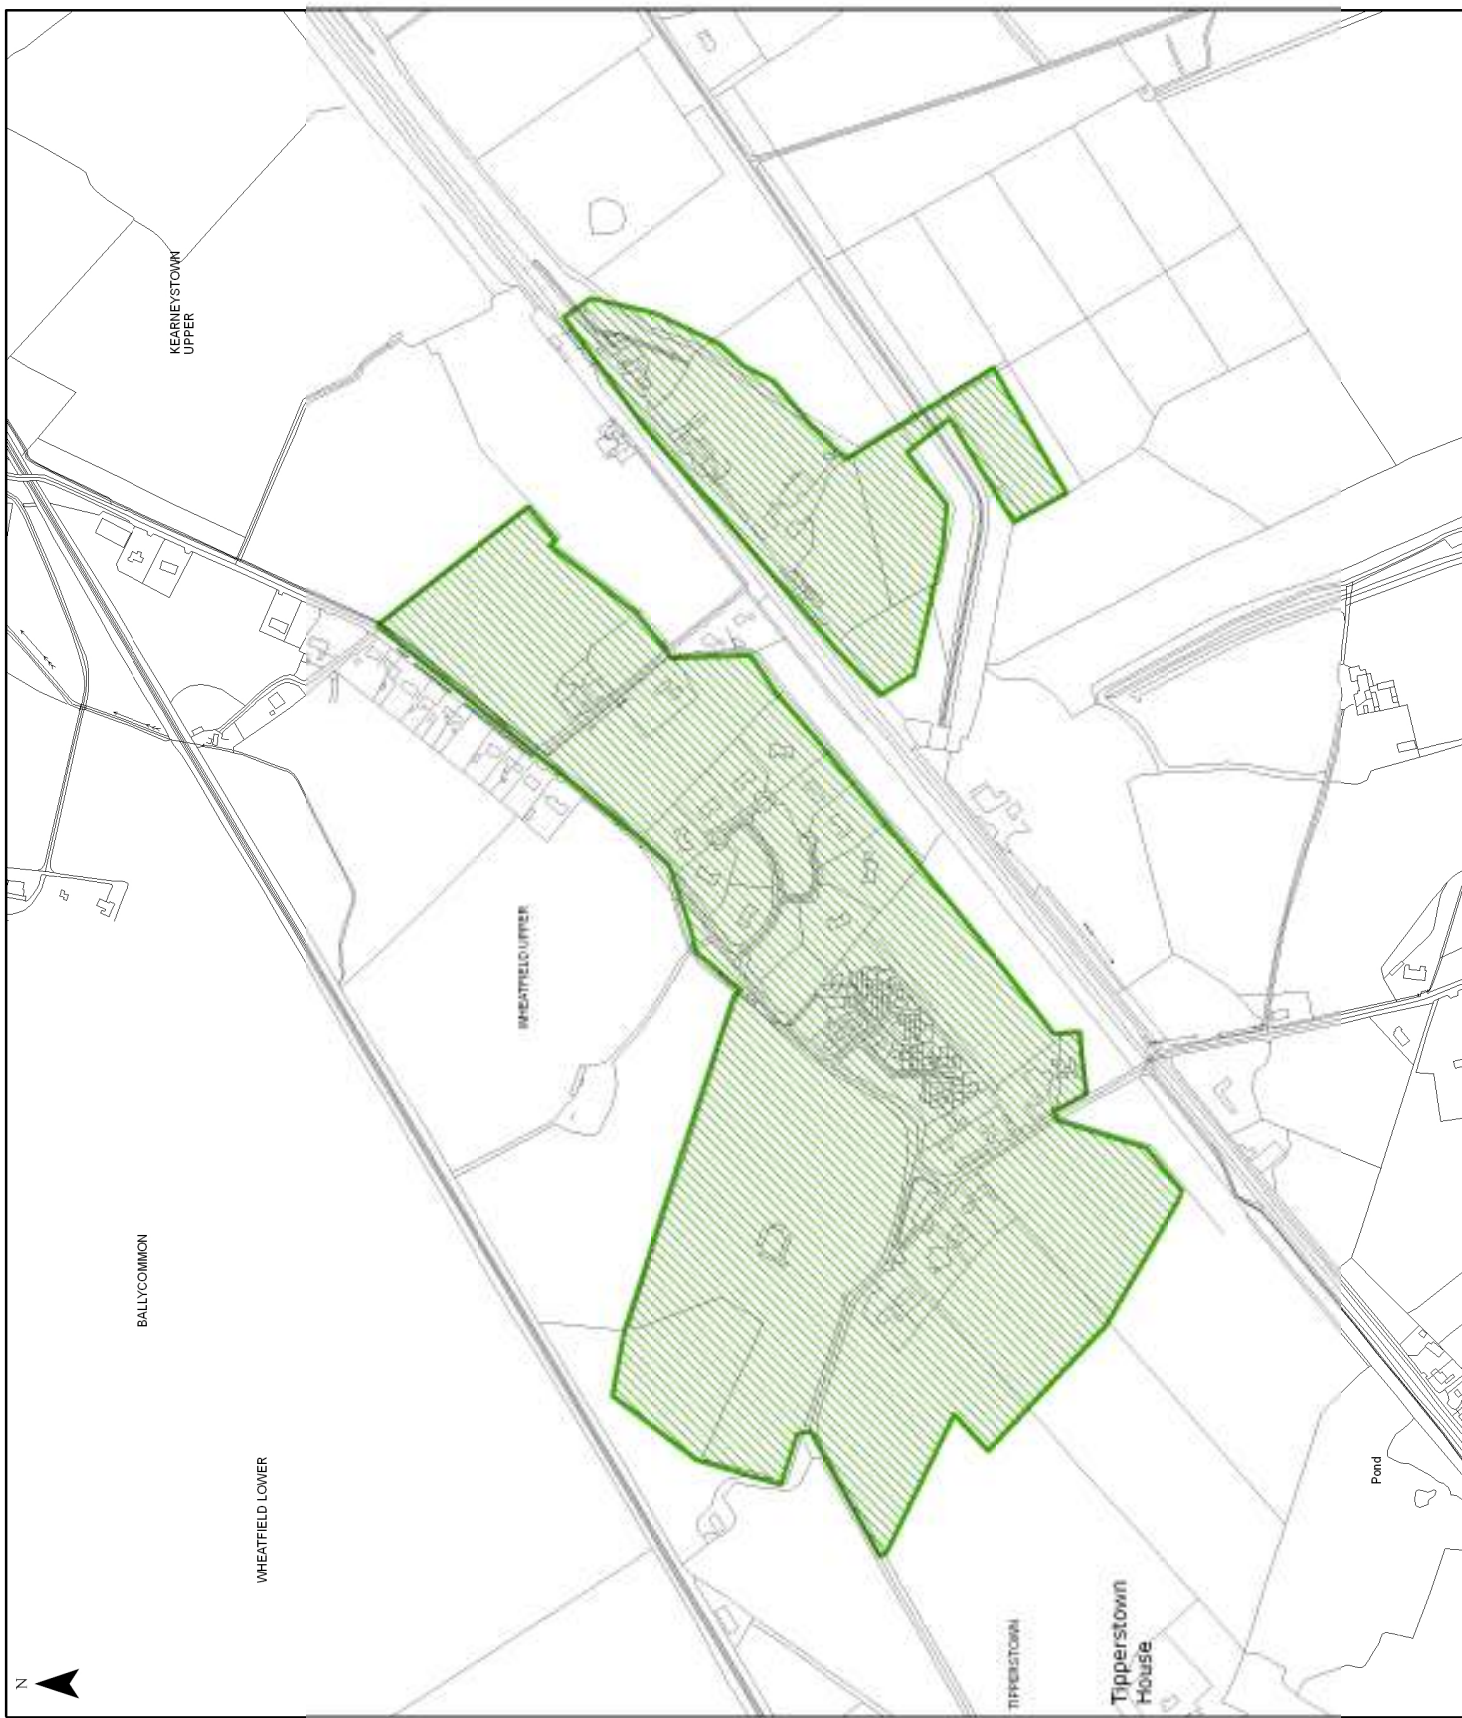 N
BALLYCOMMON
WHEATFIELD LOWER
KEARNEYSTOWN
UPPER
WHEATFIELD UPPER
TIPPERSTOWN
Tipperstown
House
Pond